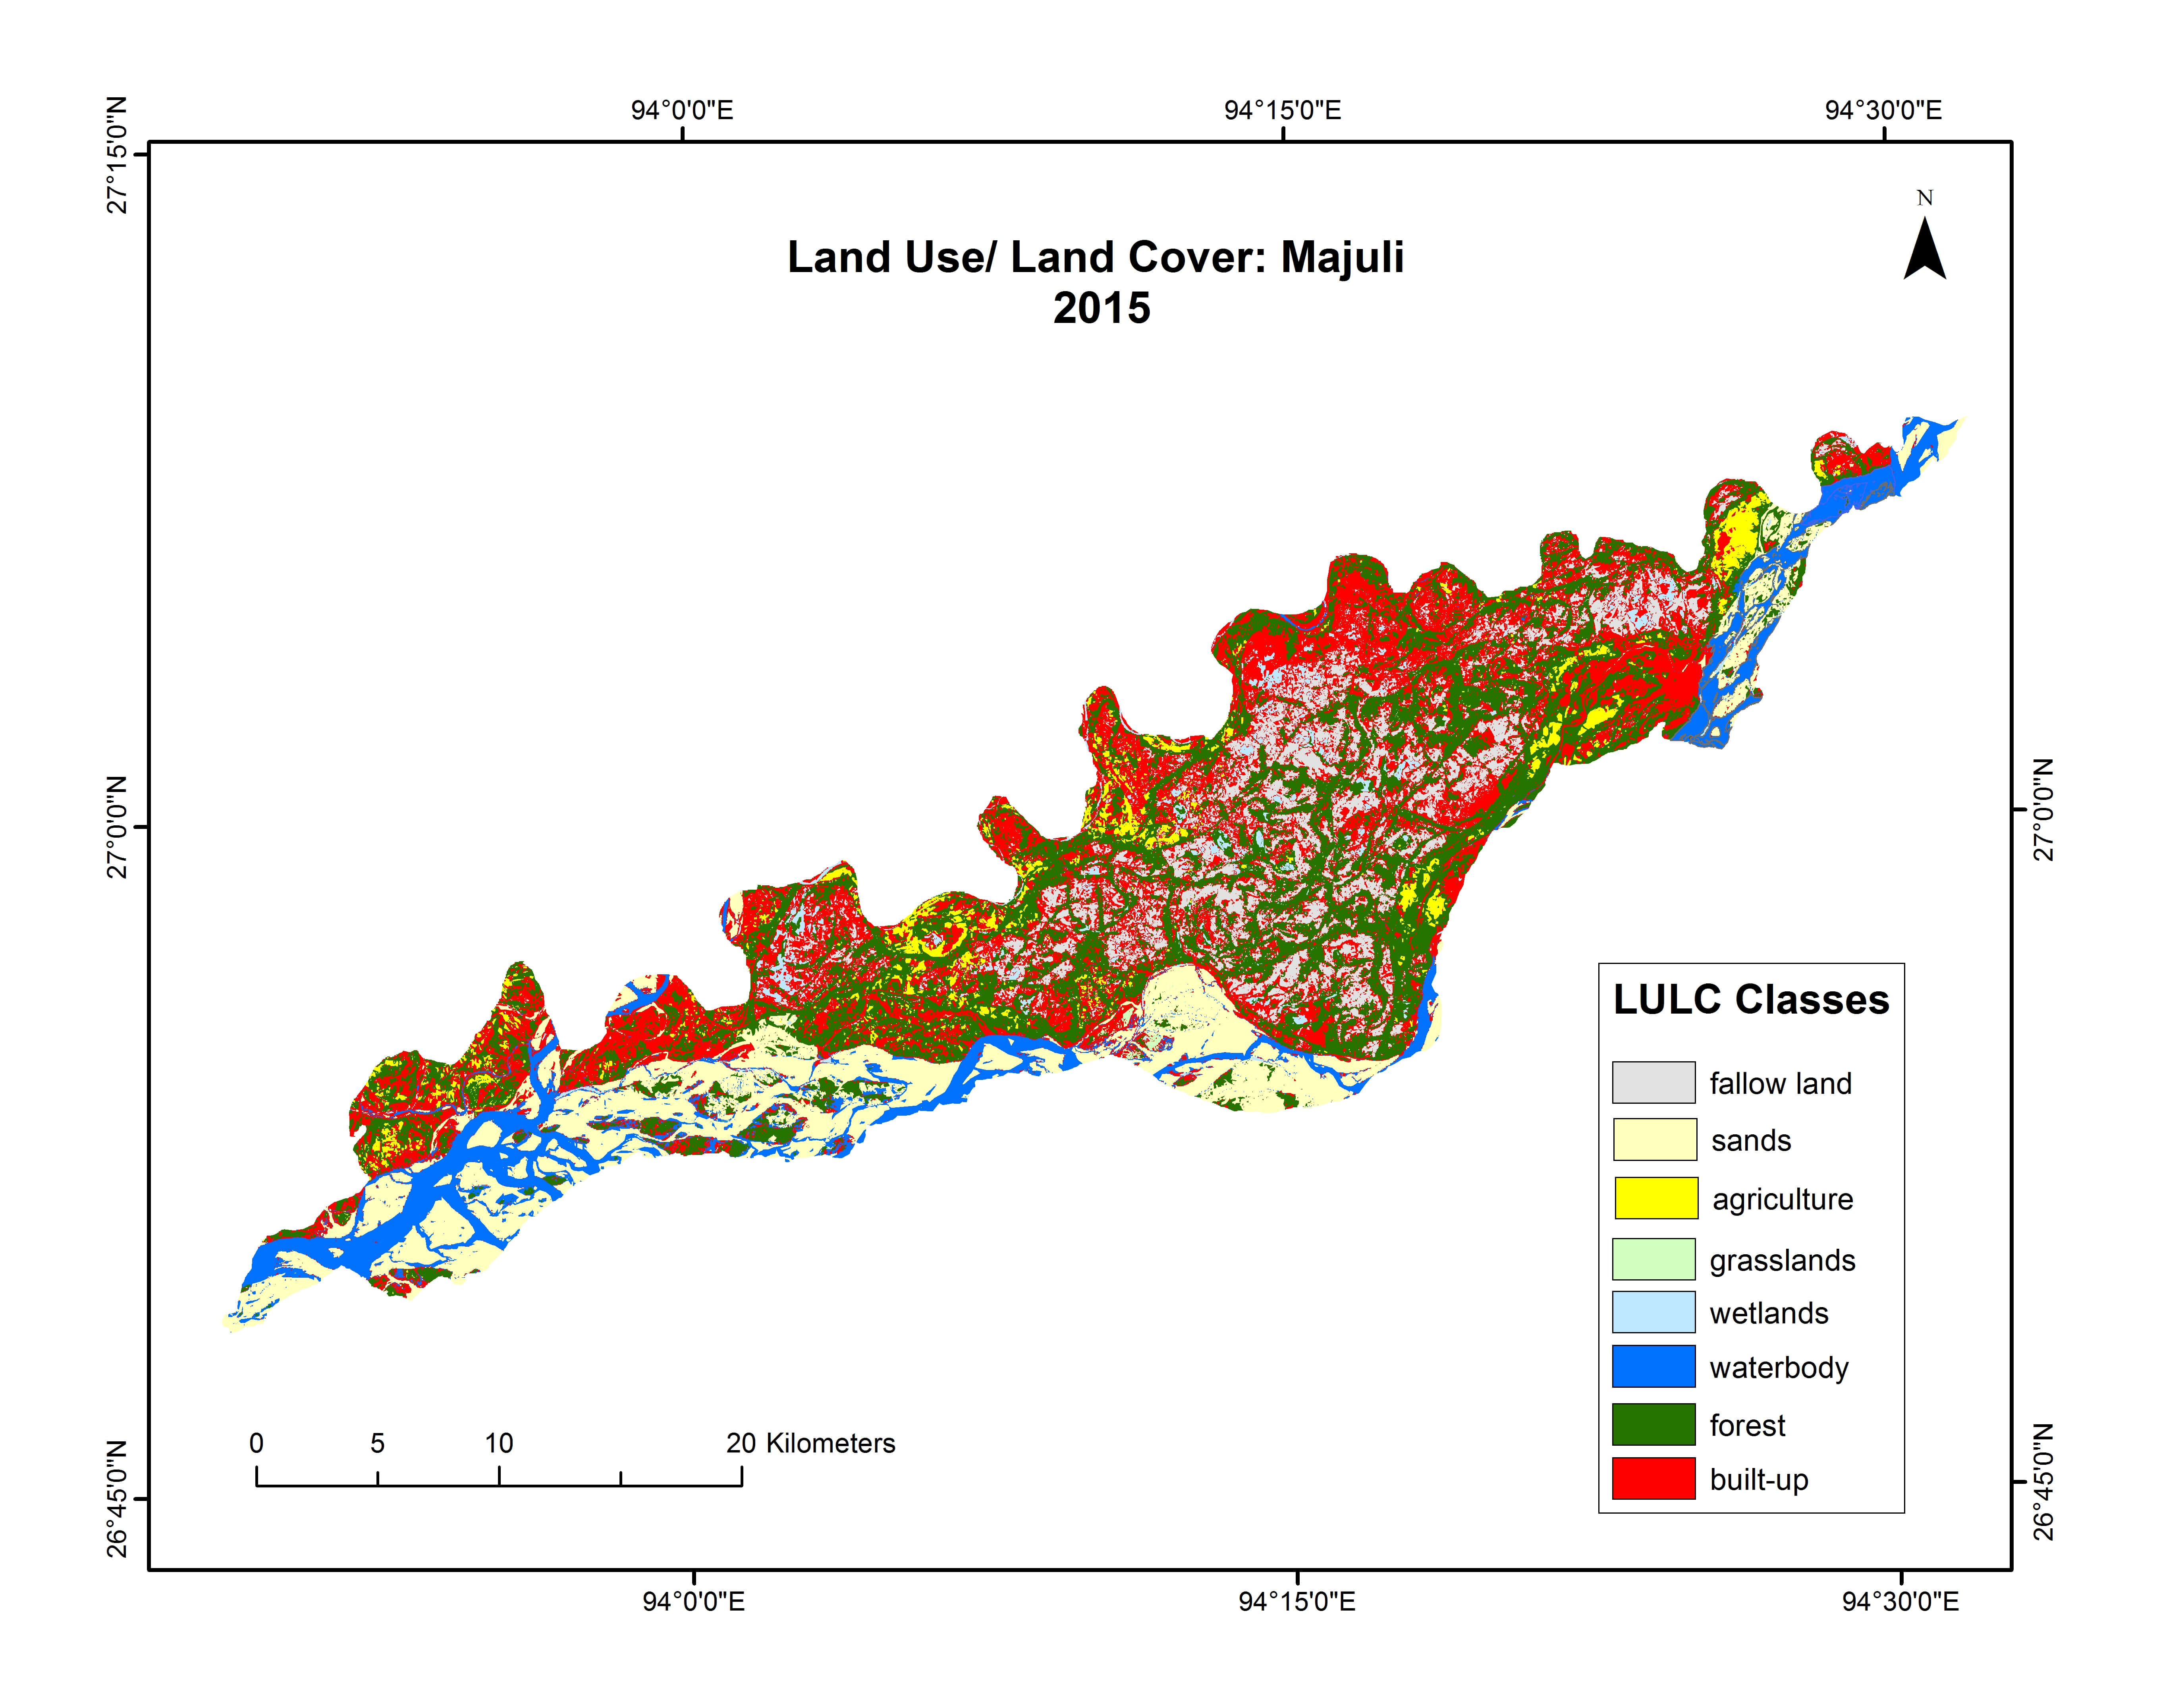 94°0'0"E 94°15'0"E 94°30'0"E
27°15'0"N
N
Land Use/ Land Cover: Majuli
2015
27°0'0"N
27°0'0"N
LULC Classes
fallow land
sands
agriculture
grasslands
wetlands
waterbody
forest
built-up
0 5 10 20 Kilometers
26°45'0"N
26°45'0"N
94°0'0"E 94°15'0"E 94°30'0"E